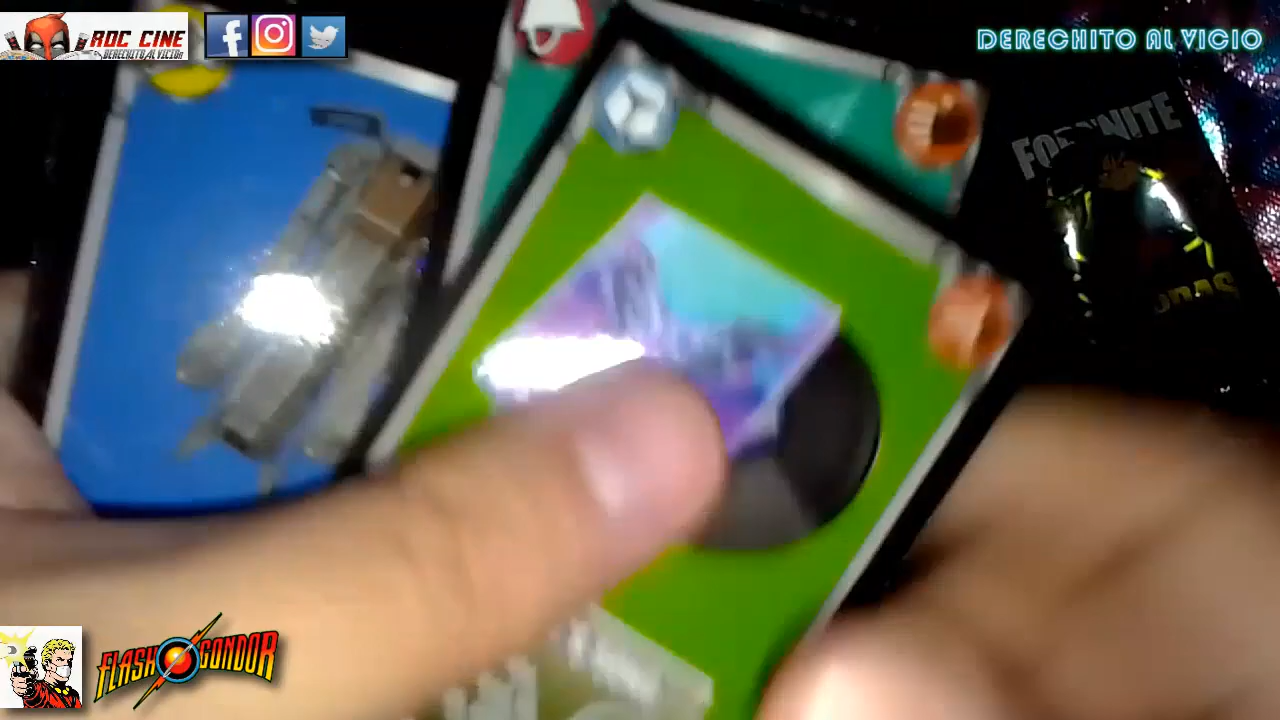 ROC CINE
DERECHITO AL VICIO
DERECHITO AL VICIO
FORTNITE
FLASH GONDOR